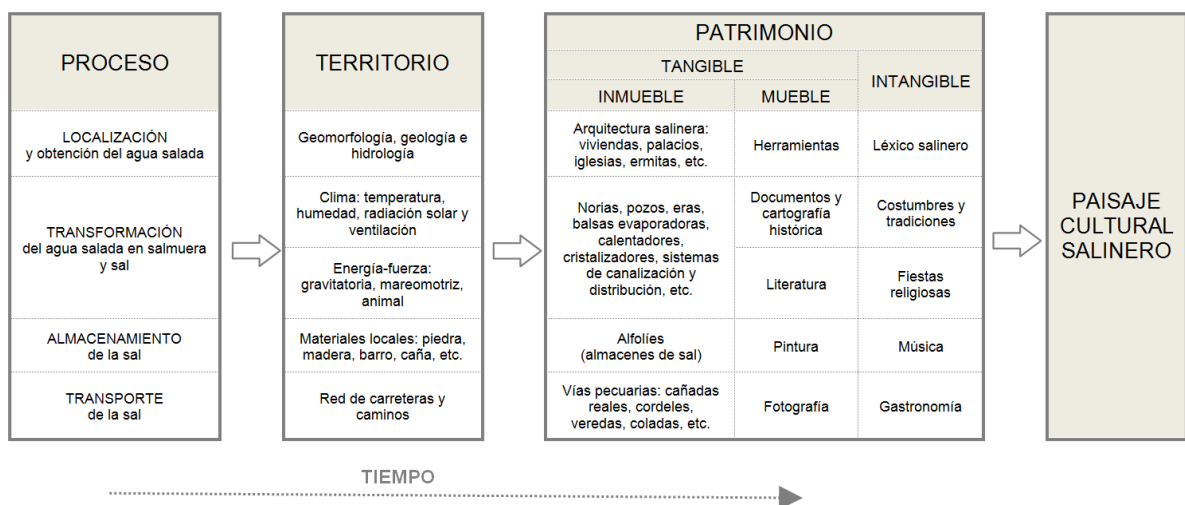 PROCESO
LOCALIZACIÓN
y obtención del agua salada
TRANSFORMACIÓN
del agua salada en salmuera
y sal
ALMACENAMIENTO
de la sal
TRANSPORTE
de la sal
TERRITORIO
Geomorfología, geología e
hidrología
Clima: temperatura,
humedad, radiación solar y
ventilación
Energía-fuerza:
gravitatoria, mareomotriz,
animal
Materiales locales: piedra,
madera, barro, caña, etc.
Red de carreteras y
caminos
PATRIMONIO
TANGIBLE
INTANGIBLE
INMUEBLE
MUEBLE
Arquitectura salinera:
viviendas, palacios,
iglesias, ermitas, etc.
Herramientas
Léxico salinero
Norias, pozos, eras,
balsas evaporadoras,
calentadores,
cristalizadores, sistemas
de canalización y
distribución, etc.
Documentos y
cartografía
histórica
Costumbres y
tradiciones
Literatura
Fiestas
religiosas
Alfolíes
(almacenes de sal)
Pintura
Música
Vías pecuarias: cañadas
reales, cordeles,
veredas, coladas, etc.
Fotografía
Gastronomía
PAISAJE
CULTURAL
SALINERO
TIEMPO